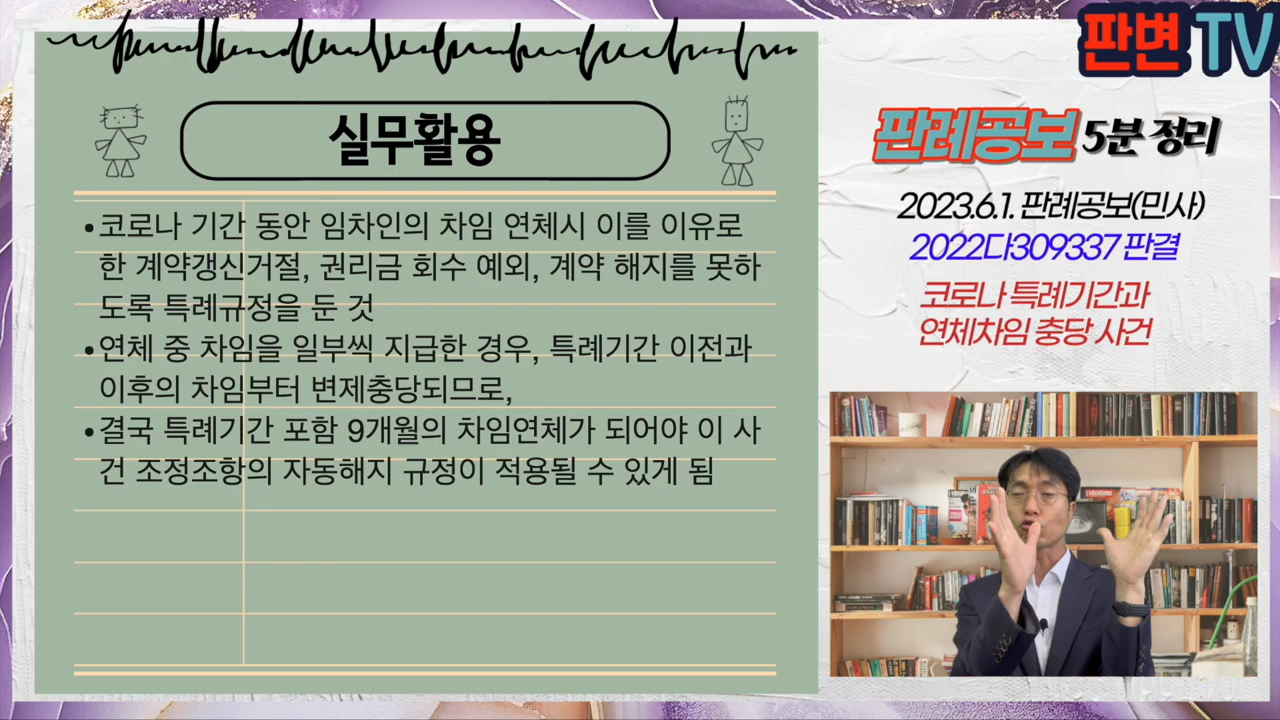 판변 TV
실무활용
•코로나 기간 동안 임차인의 차임 연체시 이를 이유로
한 계약갱신거절, 권리금 회수 예외, 계약 해지를 못하
도록 특례규정을 둔 것
•연체 중 차임을 일부씩 지급한 경우, 특례기간 이전과
이후의 차임부터 변제충당되므로,
•결국 특례기간 포함 9개월의 차임연체가 되어야 이 사
건 조정조항의 자동해지 규정이 적용될 수 있게 됨
판례공보 5분 정리
2023.6.1. 판례공보(민사)
2022다309337 판결
코로나 특례기간과
연체차임 충당 사건